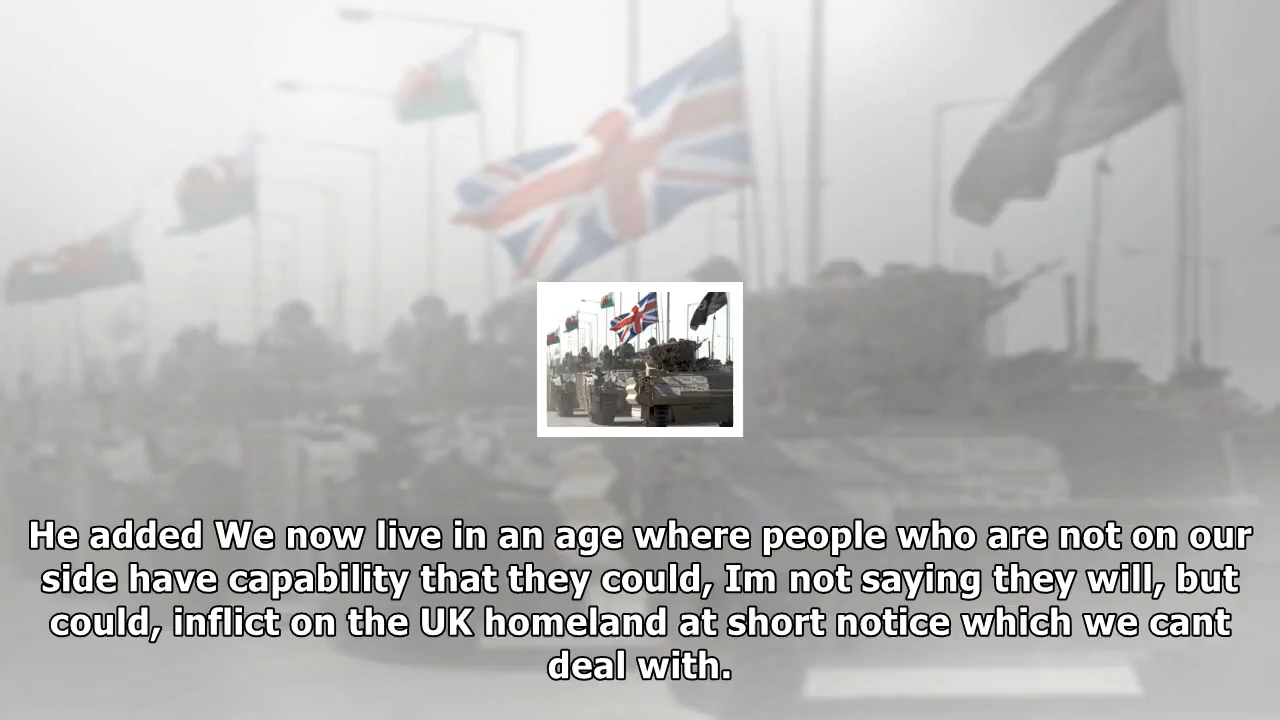 He added We now live in an age where people who are not on our
side have capability that they could, Im not saying they will, but
could, inflict on the UK homeland at short notice which we cant
deal with.